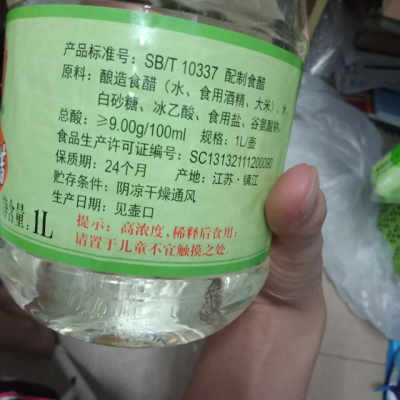 产品标准号：SB/T 10337 配制食醋
原料：酿造食醋（水、食用酒精、大米）、水、
白砂糖、冰乙酸、食用盐、谷氨酸钠
总酸：≥9.00g/100ml 规格：1L/壶
食品生产许可证编号：SC13132111200090
保质期：24个月 产地：江苏·镇江
贮存条件：阴凉干燥通风
生产日期：见壶口
含量：1L
提示：高浓度，稀释后食用；
请置于儿童不宜触摸之处。
醋